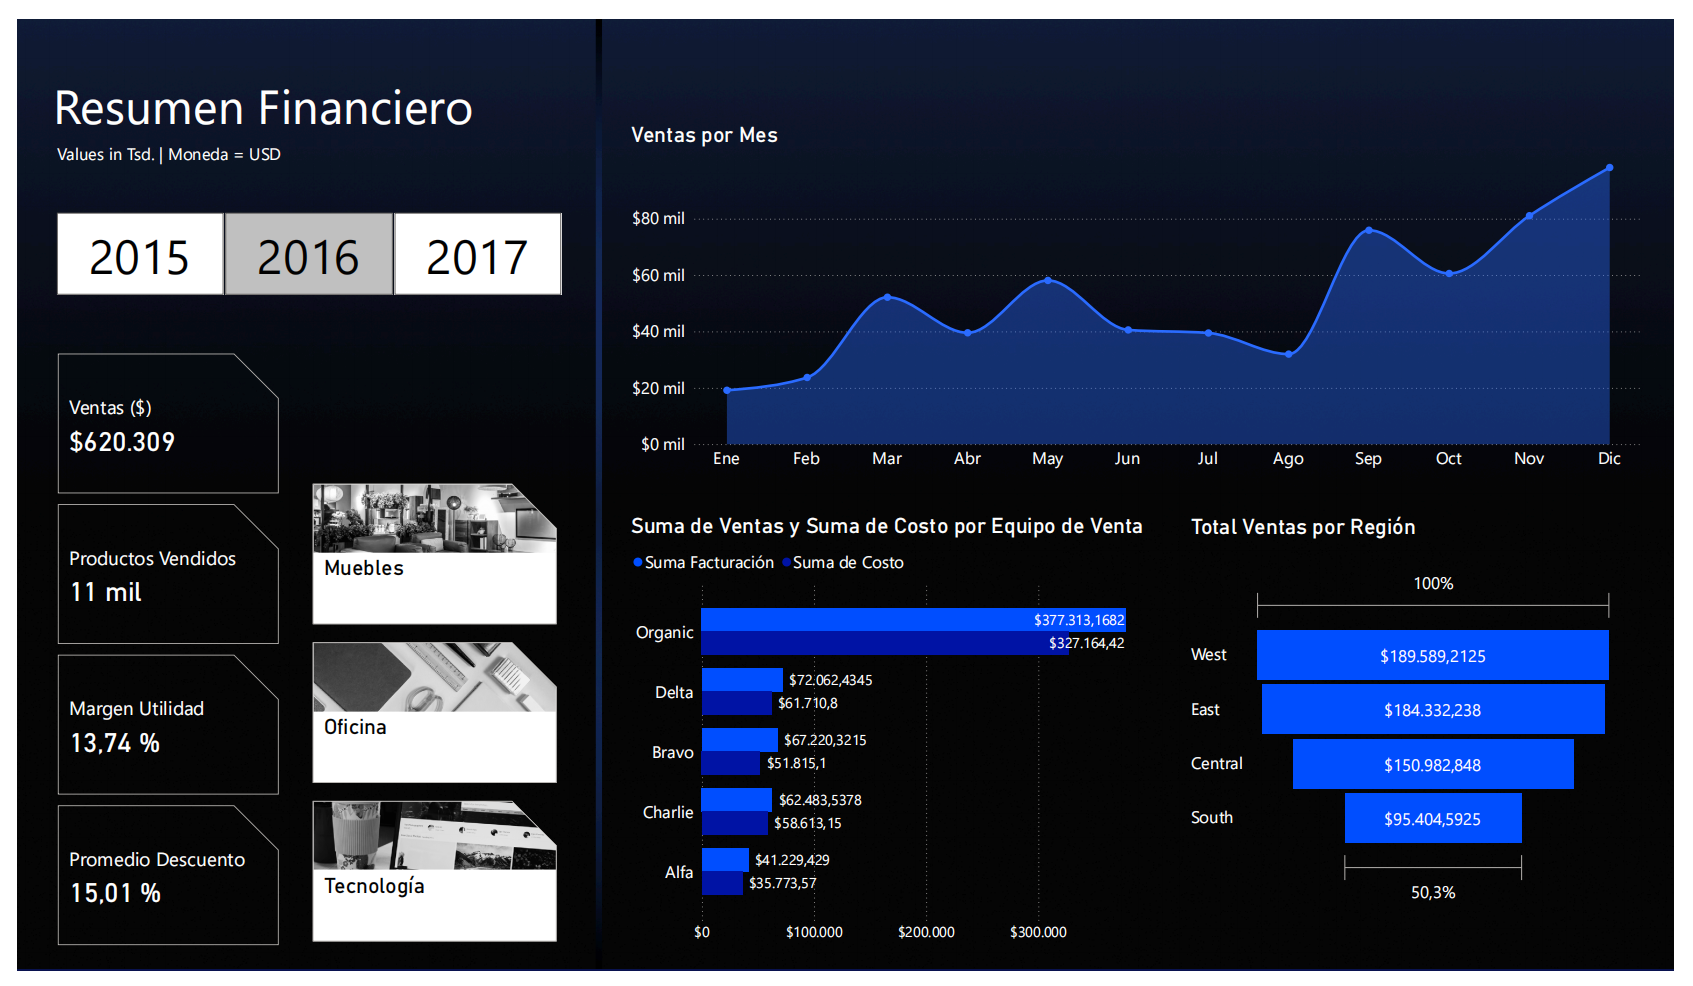 Resumen Financiero
Values in Tsd. | Moneda = USD
2015 2016 2017
Ventas ($)
$620.309
Productos Vendidos
11 mil
Margen Utilidad
13,74 %
Promedio Descuento
15,01 %
Muebles
Oficina
Tecnología
Ventas por Mes
$80 mil
$60 mil
$40 mil
$20 mil
$0 mil
Ene Feb Mar Abr May Jun Jul Ago Sep Oct Nov Dic
Suma de Ventas y Suma de Costo por Equipo de Venta
Suma Facturación Suma de Costo
Organic $377.313,1682
$327.164,42
Delta $72.062,4345
$61.710,8
Bravo $67.220,3215
$51.815,1
Charlie $62.483,5378
$58.613,15
Alfa $41.229,429
$35.773,57
$0 $100.000 $200.000 $300.000
Total Ventas por Región
100%
West $189.589,2125
East $184.332,238
Central $150.982,848
South $95.404,5925
50,3%